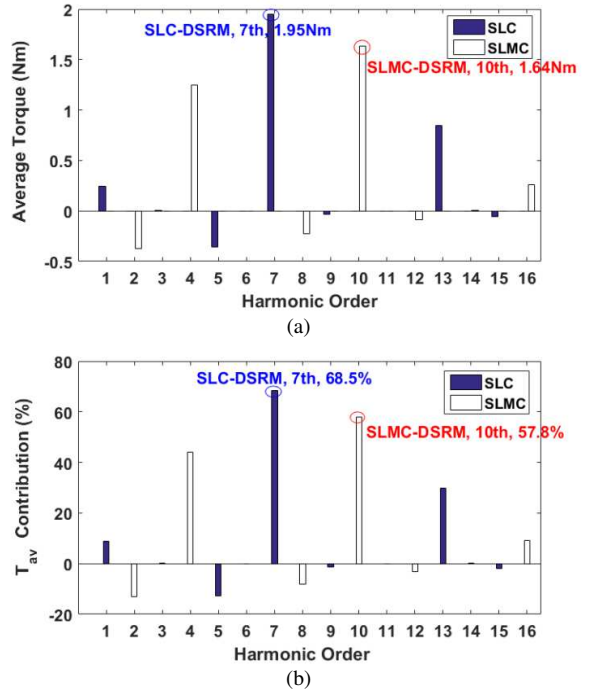 2
1.5
1
0.5
0
-0.5
Average Torque (Nm)
SLC-DSRM, 7th, 1.95Nm
SLC
SLMC
SLMC-DSRM, 10th, 1.64Nm
1 2 3 4 5 6 7 8 9 10 11 12 13 14 15 16
Harmonic Order
(a)
80
60
40
20
0
-20
Tav Contribution (%)
SLC-DSRM, 7th, 68.5%
SLC
SLMC
SLMC-DSRM, 10th, 57.8%
1 2 3 4 5 6 7 8 9 10 11 12 13 14 15 16
Harmonic Order
(b)